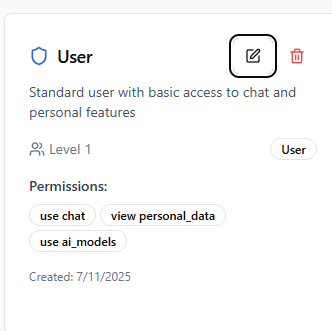 User
Standard user with basic access to chat and
personal features
Level 1
User
Permissions:
use chat
view personal_data
use ai_models
Created: 7/11/2025